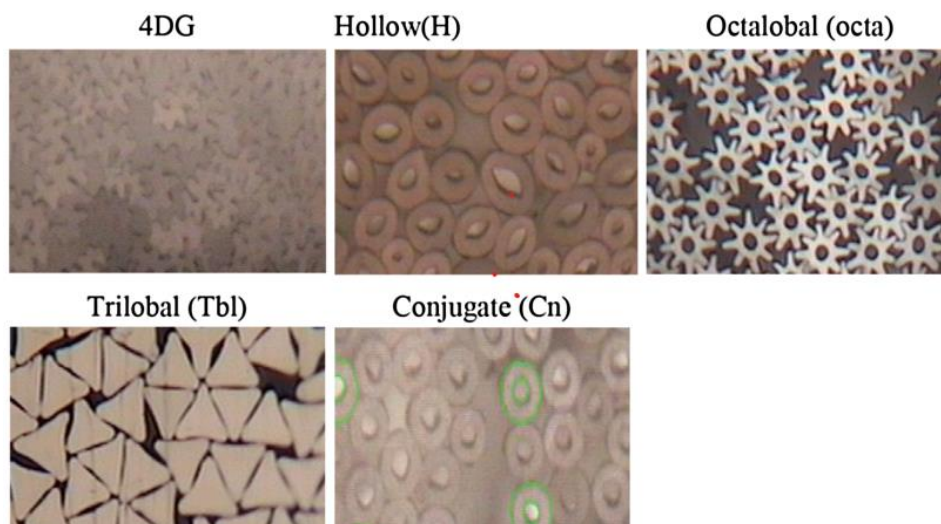 4DG
Hollow(H)
Octalobal (octa)
Trilobal (Tbl)
Conjugate (Cn)